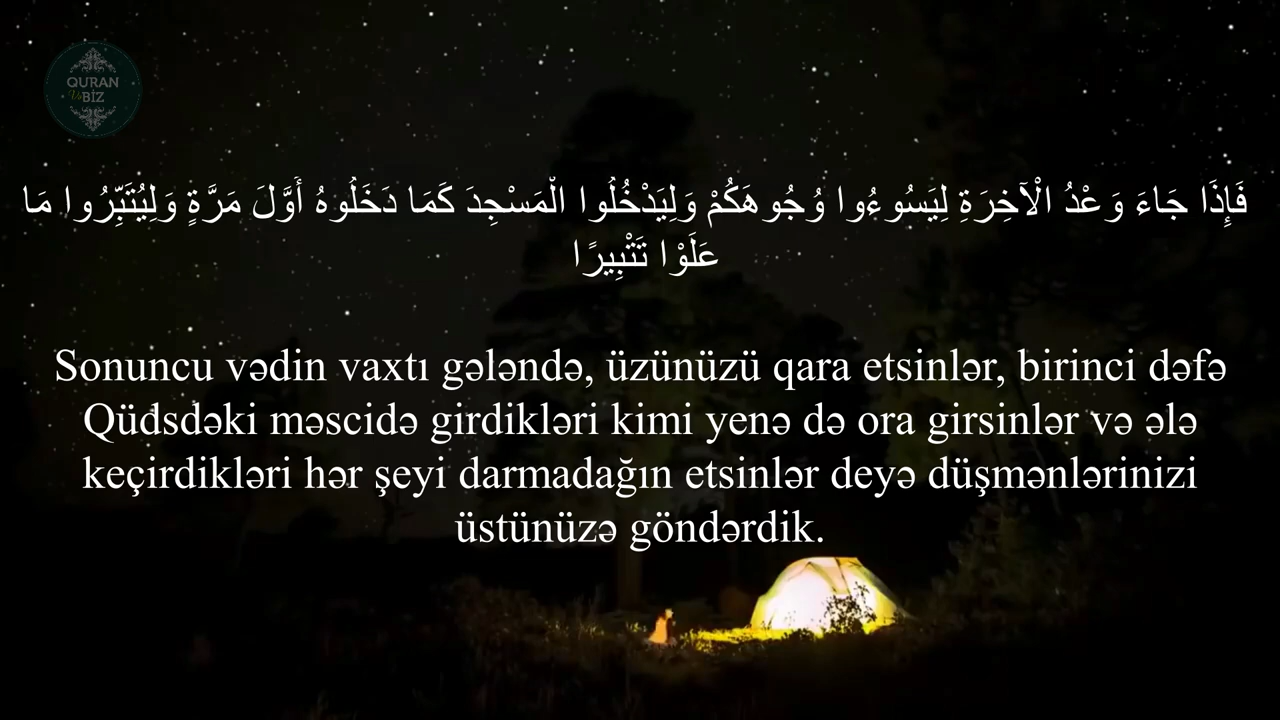 QURAN
Və BİZ
فَإِذَا جَاءَ وَعْدُ الْآخِرَةِ لِيَسُوءُوا وُجُوهَكُمْ وَلِيَدْخُلُوا الْمَسْجِدَ كَمَا دَخَلُوهُ أَوَّلَ مَرَّةٍ وَلِيُتَبِّرُوا مَا
عَلَوْا تَتْبِيرًا
Sonuncu vədin vaxtı gələndə, üzünüzü qara etsinlər, birinci dəfə
Qüdsdəki məscidə girdikləri kimi yenə də ora girsinlər və ələ
keçirdikləri hər şeyi darmadağın etsinlər deyə düşmənlərinizi
üstünüzə göndərdik.